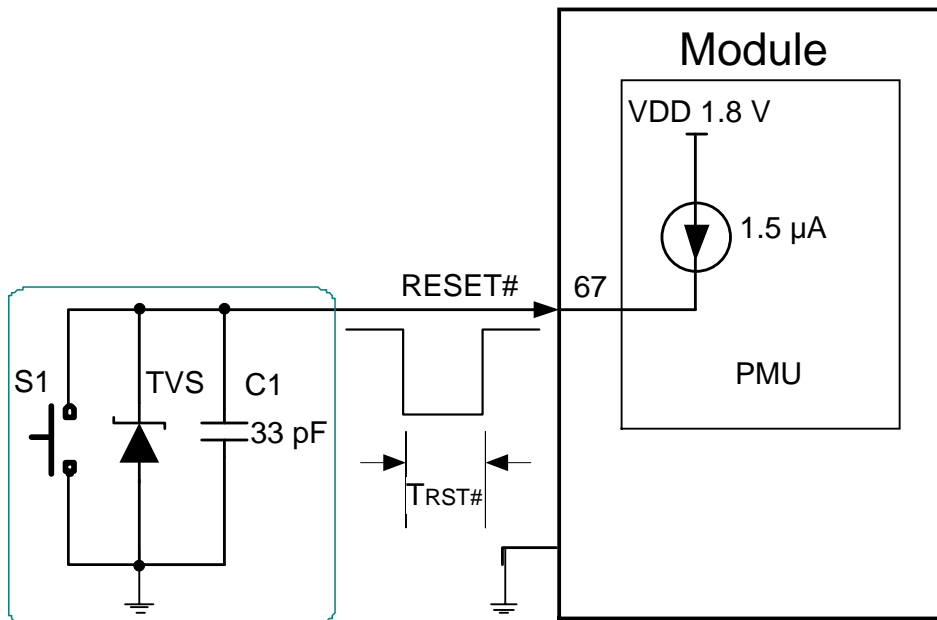 Module
VDD 1.8 V
1.5 µA
RESET#
67
S1
TVS
C1
33 pF
PMU
TRST#